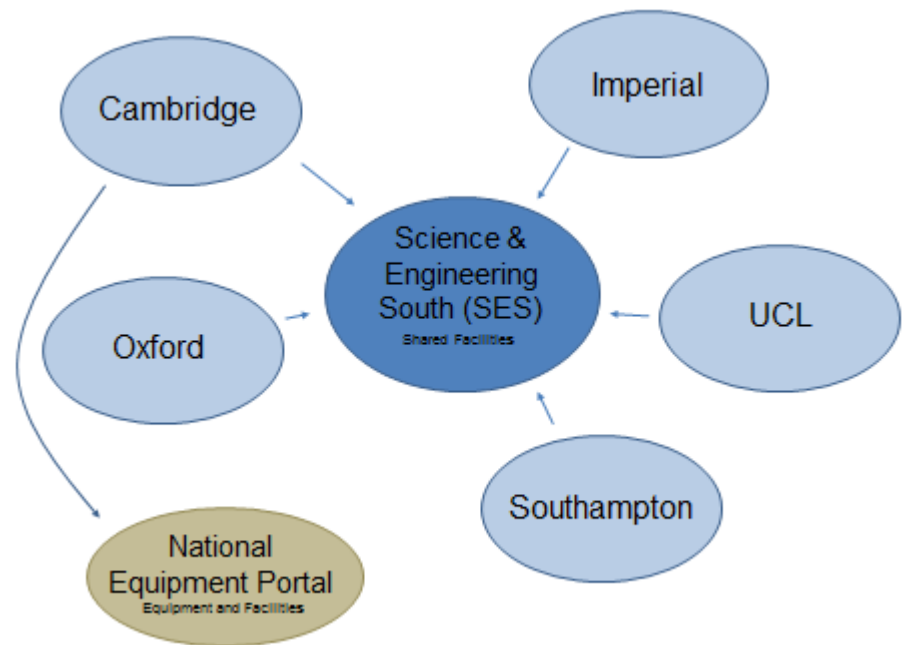 Cambridge
Imperial
Science &
Engineering
South (SES)
Shared Facilities
UCL
Oxford
Southampton
National
Equipment Portal
Equipment and Facilities